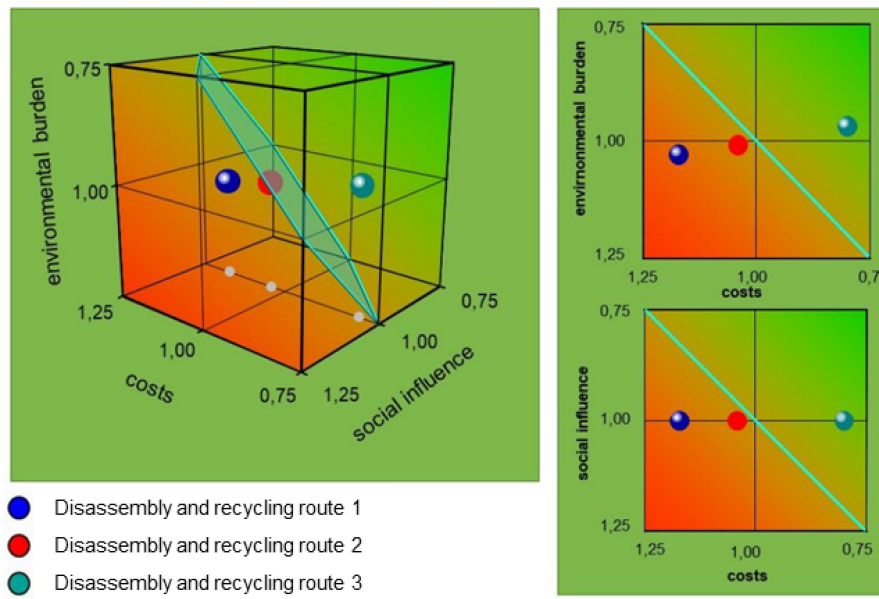 0,75
environmental burden
1,00
1,25
1,00
costs
0,75
1,25
social influence
1,00
0,75
0,75
envirnonmental burden
1,00
1,25
1,25
1,00
0,7
costs
0,75
social influence
1,00
1,25
1,25
1,00
0,75
costs
Disassembly and recycling route 1
Disassembly and recycling route 2
Disassembly and recycling route 3